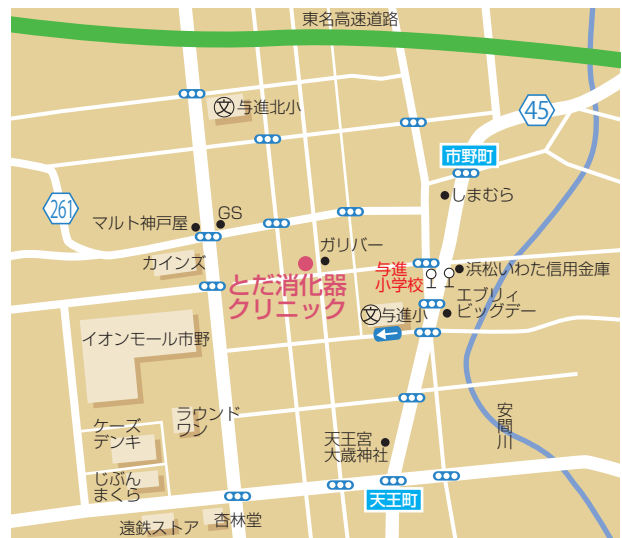 東名高速道路
文 与進北小
45
市野町
しまむら
261
マルト神戸屋
GS
カインズ
ガリバー
とだ消化器
クリニック
与進
小学校
浜松いわた信用金庫
エブリィ
ビッグデー
文 与進小
イオンモール市野
安間川
ラウンド
ワン
ケーズ
デンキ
天王宮
大歳神社
じぶん
まくら
天王町
遠鉄ストア
杏林堂